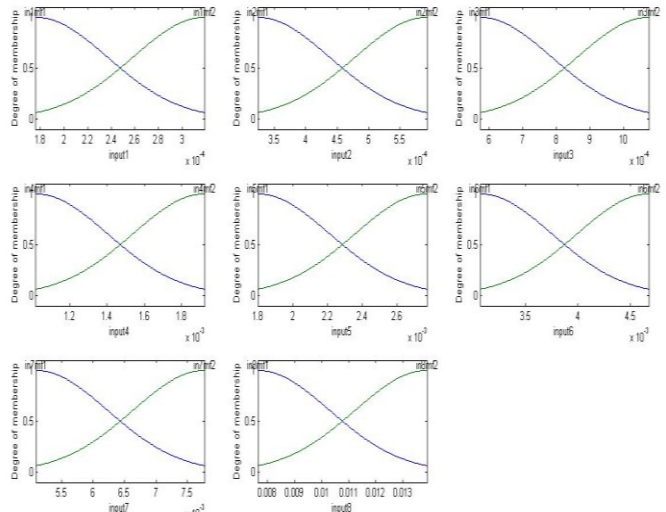 in1mf1 in1mf2 in2mf1 in2mf2 in3mf1 in3mf2
Degree of membership Degree of membership Degree of membership
1 0.5 0 1 0.5 0 1 0.5 0
1.8 2 2.2 2.4 2.6 2.8 3 3.5 4 4.5 5 5.5 6 7 8 9 10
input1 x 10-4 input2 x 10-4 input3 x 10-4
in4mf1 in4mf2 in5mf1 in5mf2 in6mf1 in6mf2
Degree of membership Degree of membership Degree of membership
1 0.5 0 1 0.5 0 1 0.5 0
1.2 1.4 1.6 1.8 1.8 2 2.2 2.4 2.6 3.5 4 4.5
input4 x 10-3 input5 x 10-3 input6 x 10-3
in7mf1 in7mf2 in8mf1 in8mf2
Degree of membership Degree of membership
1 0.5 0 1 0.5 0
5.5 6 6.5 7 7.5 0.008 0.009 0.01 0.011 0.012 0.013
input7 input8